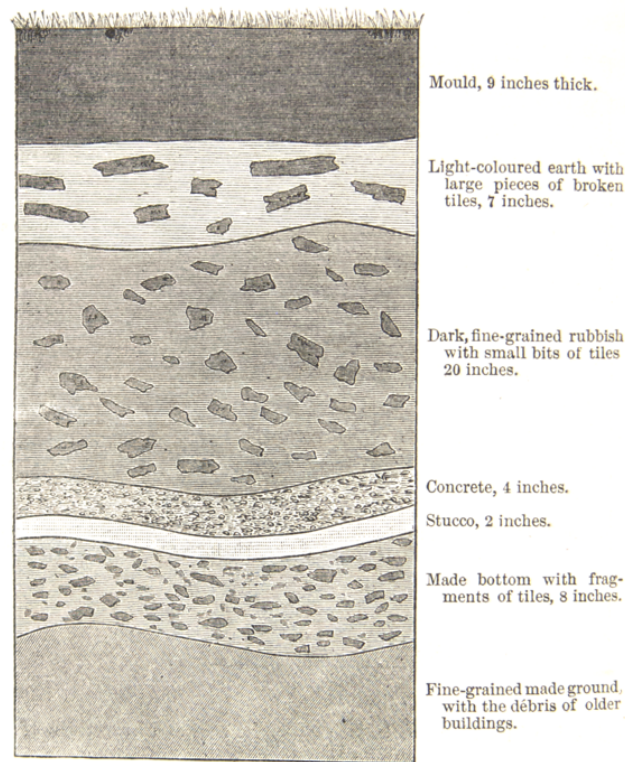 Mould, 9 inches thick.
Light-coloured earth with
large pieces of broken
tiles, 7 inches.
Dark, fine-grained rubbish
with small bits of tiles
20 inches.
Concrete, 4 inches.
Stucco, 2 inches.
Made bottom with frag-
ments of tiles, 8 inches.
Fine-grained made ground,
with the débris of older
buildings.